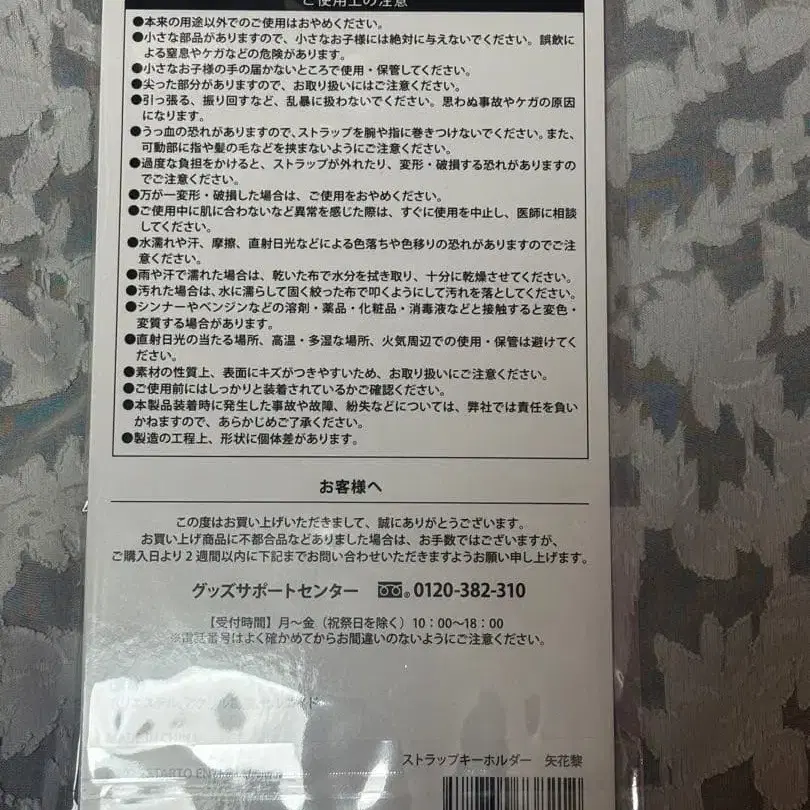 ご使用上の注意
●本来の用途以外でのご使用はおやめください。
●小さな部品がありますので、小さなお子様には絶対に与えないでください。誤飲に
よる窒息やケガなどの危険があります。
●小さなお子様の手の届かないところで使用・保管してください。
●尖った部分がありますので、お取り扱いにはご注意ください。
●引っ張る、振り回すなど、乱暴に扱わないでください。思わぬ事故やケガの原因
になります。
●うっ血の恐れがありますので、ストラップを腕や指に巻きつけないでください。また、
可動部に指や髪の毛などを挟まないようにご注意ください。
●過度な負担をかけると、ストラップが外れたり、変形・破損する恐れがありますの
でご注意ください。
●万が一変形・破損した場合は、ご使用をおやめください。
●ご使用中に肌に合わないなど異常を感じた際は、すぐに使用を中止し、医師に相談
してください。
●水濡れや汗、摩擦、直射日光などによる色落ちや色移りの恐れがありますのでご注
意ください。
●雨や汗で濡れた場合は、乾いた布で水分を拭き取り、十分に乾燥させてください。
●汚れた場合は、水に濡らして固く絞った布で叩くようにして汚れを落としてください。
●シンナーやベンジンなどの溶剤・薬品・化粧品・消毒液などと接触すると変色・
変質する場合があります。
●直射日光の当たる場所、高温・多湿な場所、火気周辺での使用・保管は避けてく
ださい。
●素材の性質上、表面にキズがつきやすいため、お取り扱いにご注意ください。
●ご使用前にはしっかりと装着されているかご確認ください。
●本製品装着時に発生した事故や故障、紛失などについては、弊社では責任を負い
かねますので、あらかじめご了承ください。
●製造の工程上、形状に個体差があります。
お客様へ
この度はお買い上げいただきまして、誠にありがとうございます。
お買い上げ商品に不都合品などありました場合は、お手数ではございますが、
ご購入日より2週間以内に下記までお問い合わせいただきますようお願い申し上げます。
グッズサポートセンター 0120-382-310
【受付時間】月〜金（祝祭日を除く）10：00〜18：00
※電話番号はよく確かめてからお間違いのないようにご注意ください。
ストラップキーホルダー 矢花黎